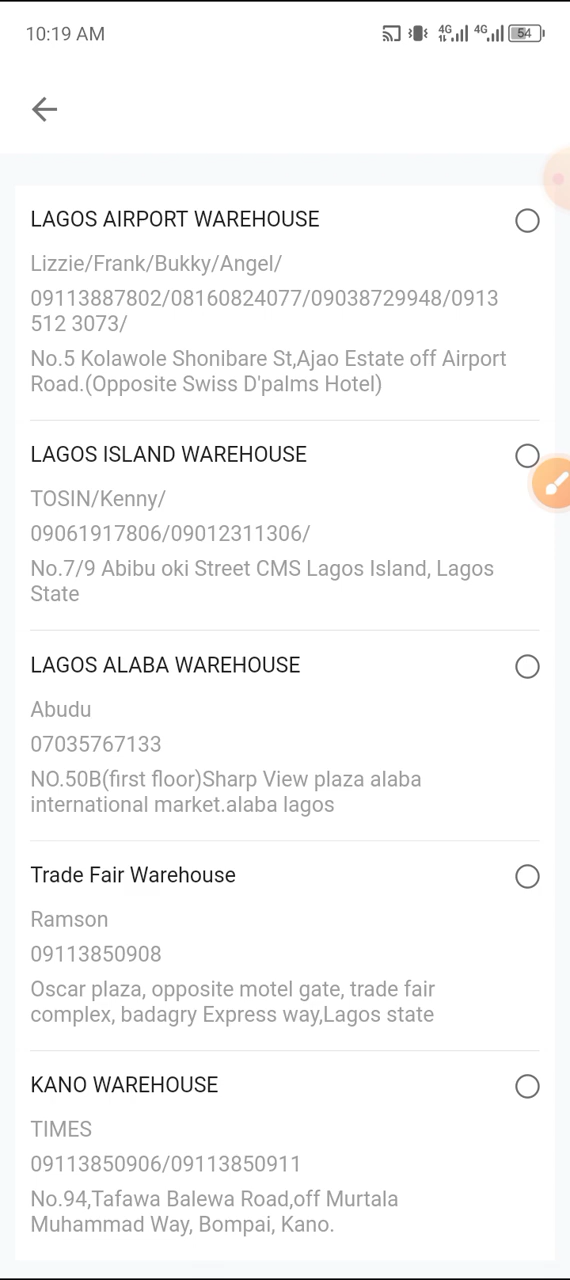 10:19 AM
4G 4G 54
LAGOS AIRPORT WAREHOUSE
Lizzie/Frank/Bukky/Angel/
09113887802/08160824077/09038729948/0913
512 3073/
No.5 Kolawole Shonibare St,Ajao Estate off Airport
Road.(Opposite Swiss D'palms Hotel)
LAGOS ISLAND WAREHOUSE
TOSIN/Kenny/
09061917806/09012311306/
No.7/9 Abibu oki Street CMS Lagos Island, Lagos
State
LAGOS ALABA WAREHOUSE
Abudu
07035767133
NO.50B(first floor)Sharp View plaza alaba
international market.alaba lagos
Trade Fair Warehouse
Ramson
09113850908
Oscar plaza, opposite motel gate, trade fair
complex, badagry Express way,Lagos state
KANO WAREHOUSE
TIMES
09113850906/09113850911
No.94,Tafawa Balewa Road,off Murtala
Muhammad Way, Bompai, Kano.